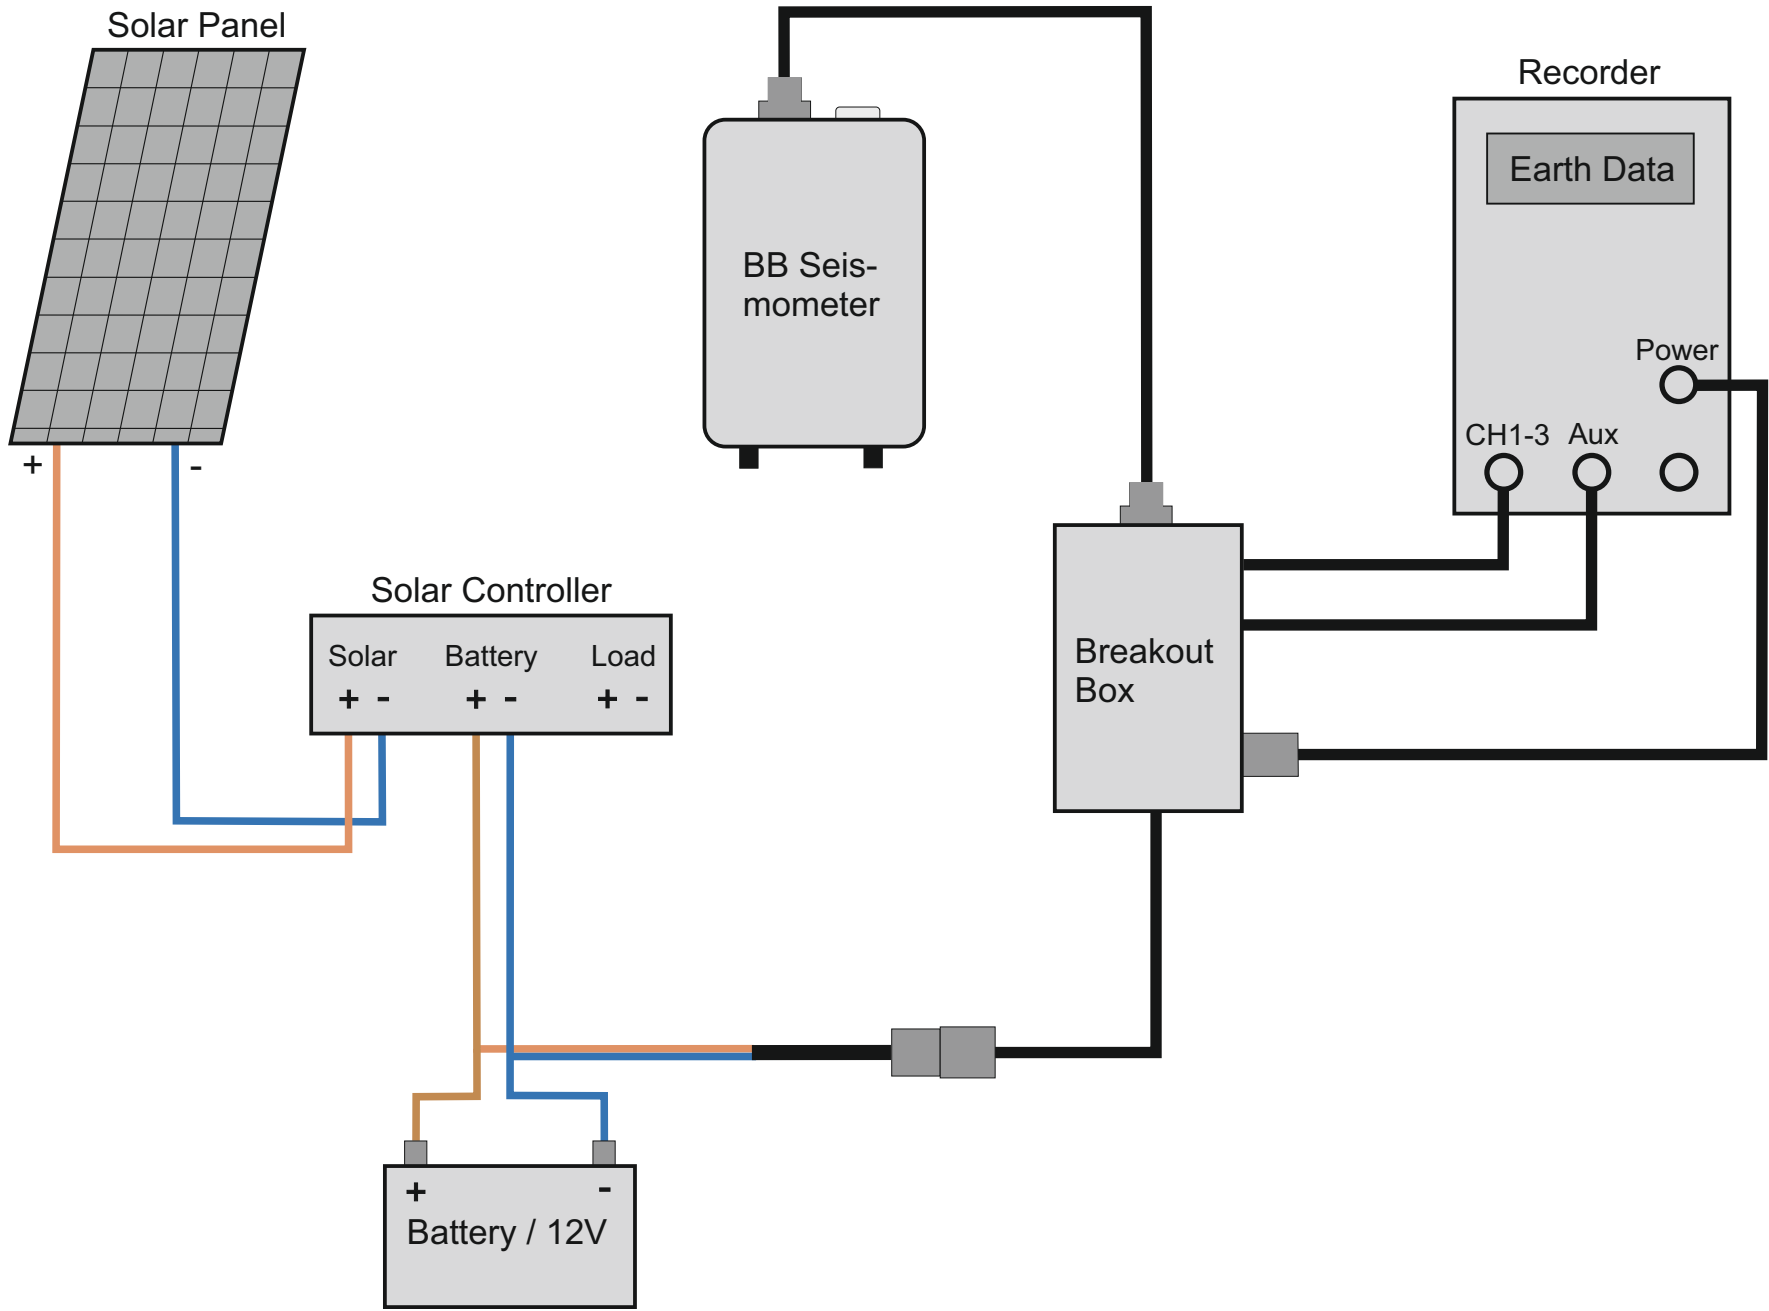 Solar Panel
+ -
Solar Controller
Solar Battery Load
+ - + - + -
+ -
Battery / 12V
BB Seis-
mometer
Breakout
Box
Recorder
Earth Data
Power
CH1-3 Aux